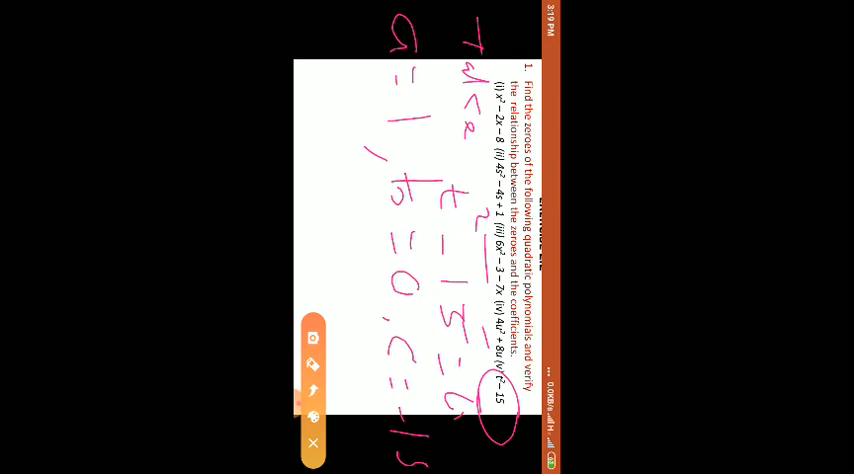 3:19 PM
... 0.0KB/s
1. Find the zeroes of the following quadratic polynomials and verify
the relationship between the zeroes and the coefficients.
(i) x² – 2x – 8 (ii) 4s² – 4s + 1 (iii) 6x² – 3 – 7x (iv) 4u² + 8u (v) t² – 15
t² - 15 =
a = 1, b = 0, c = -15